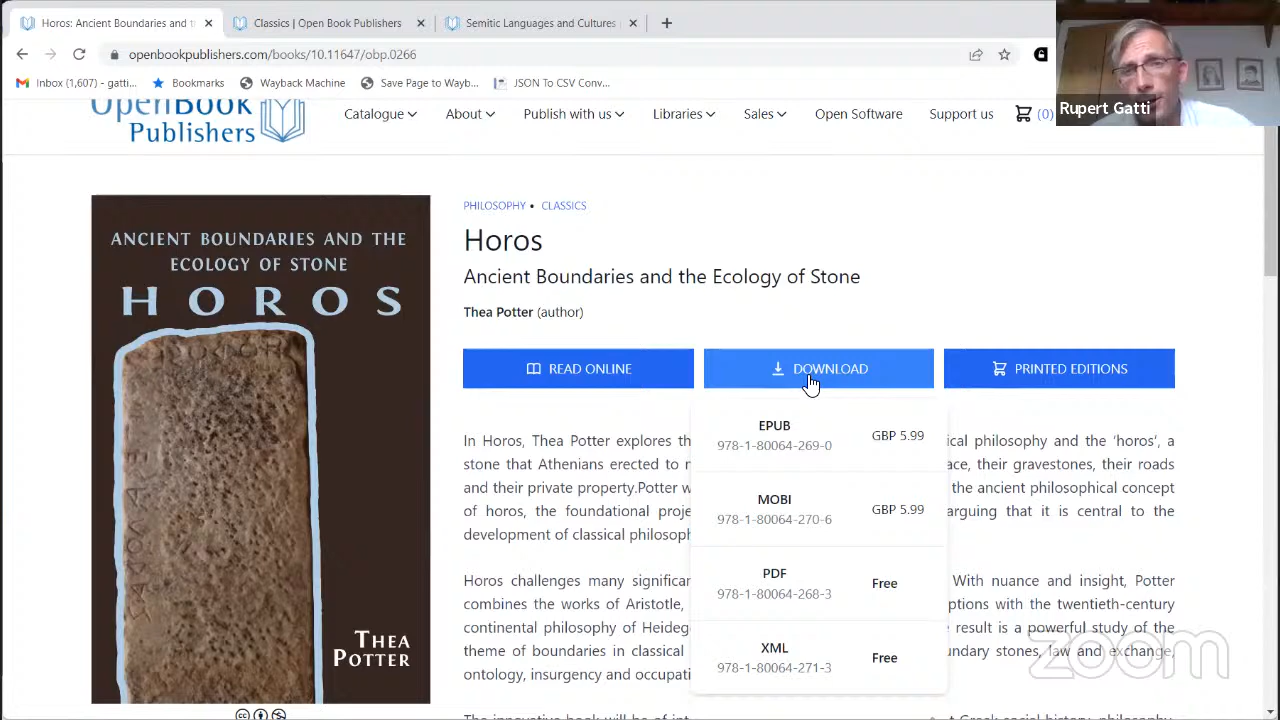 Horos: Ancient Boundaries and t
Classics | Open Book Publishers
Semitic Languages and Cultures
openbookpublishers.com/books/10.11647/obp.0266
Inbox (1,607) - gatti...
Bookmarks
Wayback Machine
Save Page to Wayb...
JSON To CSV Conv...
Rupert Gatti
OpenBook
Publishers
Catalogue
About
Publish with us
Libraries
Sales
Open Software
Support us
(0)
PHILOSOPHY • CLASSICS
Horos
Ancient Boundaries and the Ecology of Stone
Thea Potter (author)
READ ONLINE
DOWNLOAD
PRINTED EDITIONS
ANCIENT BOUNDARIES AND THE
ECOLOGY OF STONE
HOROS
THEA
POTTER
EPUB
978-1-80064-269-0
GBP 5.99
MOBI
978-1-80064-270-6
GBP 5.99
PDF
978-1-80064-268-3
Free
XML
978-1-80064-271-3
Free
In Horos, Thea Potter explores th ical philosophy and the ‘horos’, a
stone that Athenians erected to ace, their gravestones, their roads
and their private property.Potter w the ancient philosophical concept
of horos, the foundational proje arguing that it is central to the
development of classical philosoph
Horos challenges many significan With nuance and insight, Potter
combines the works of Aristotle, ptions with the twentieth-century
continental philosophy of Heideg result is a powerful study of the
theme of boundaries in classical undary stones, law and exchange,
ontology, insurgency and occupati
zoom